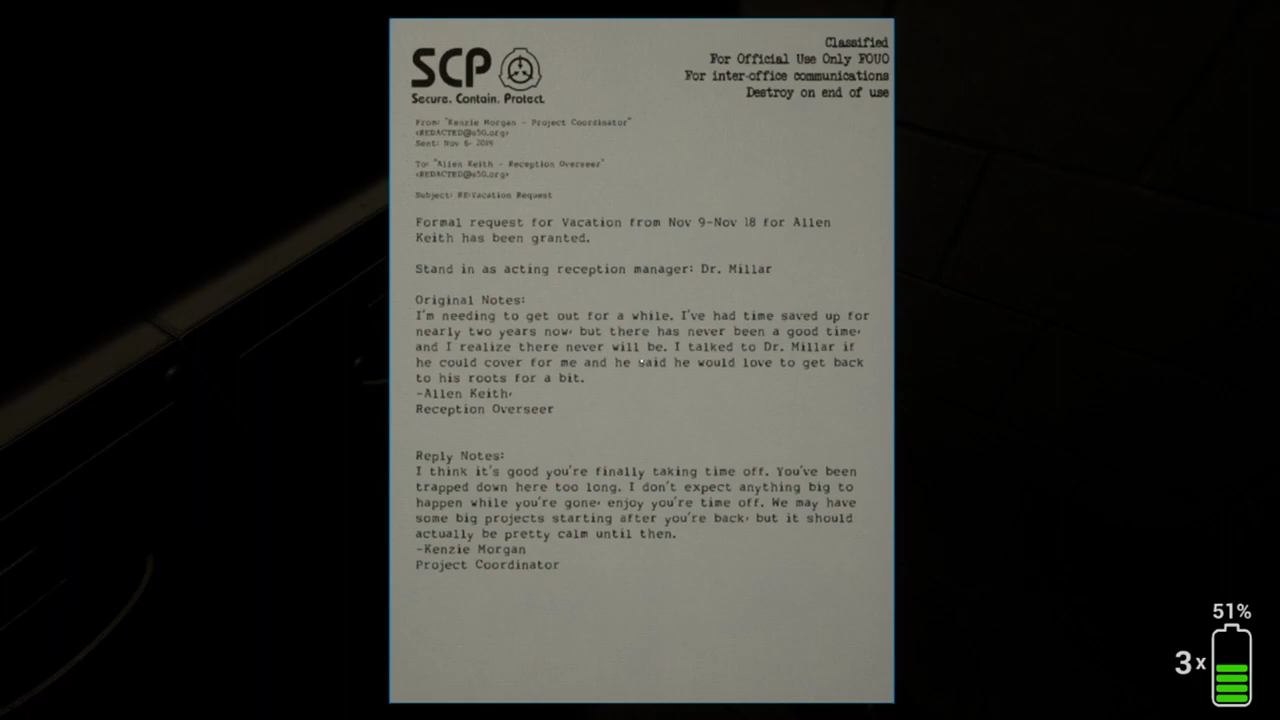 SCP
Secure. Contain. Protect.
Classified
For Official Use Only FOUO
For inter-office communications
Destroy on end of use
From: "Kenzie Morgan - Project Coordinator"
<REDACTED@o5O.org>
Sent: Nov 6, 2019
To: "Allen Keith - Reception Overseer"
<REDACTED@o5O.org>
Subject: RE:Vacation Request
Formal request for Vacation from Nov 9-Nov 18 for Allen
Keith has been granted.
Stand in as acting reception manager: Dr. Millar
Original Notes:
I'm needing to get out for a while. I've had time saved up for
nearly two years now, but there has never been a good time,
and I realize there never will be. I talked to Dr. Millar if
he could cover for me and he said he would love to get back
to his roots for a bit.
-Allen Keith,
Reception Overseer
Reply Notes:
I think it's good you're finally taking time off. You've been
trapped down here too long. I don't expect anything big to
happen while you're gone, enjoy you're time off. We may have
some big projects starting after you're back, but it should
actually be pretty calm until then.
-Kenzie Morgan
Project Coordinator
51%
3x